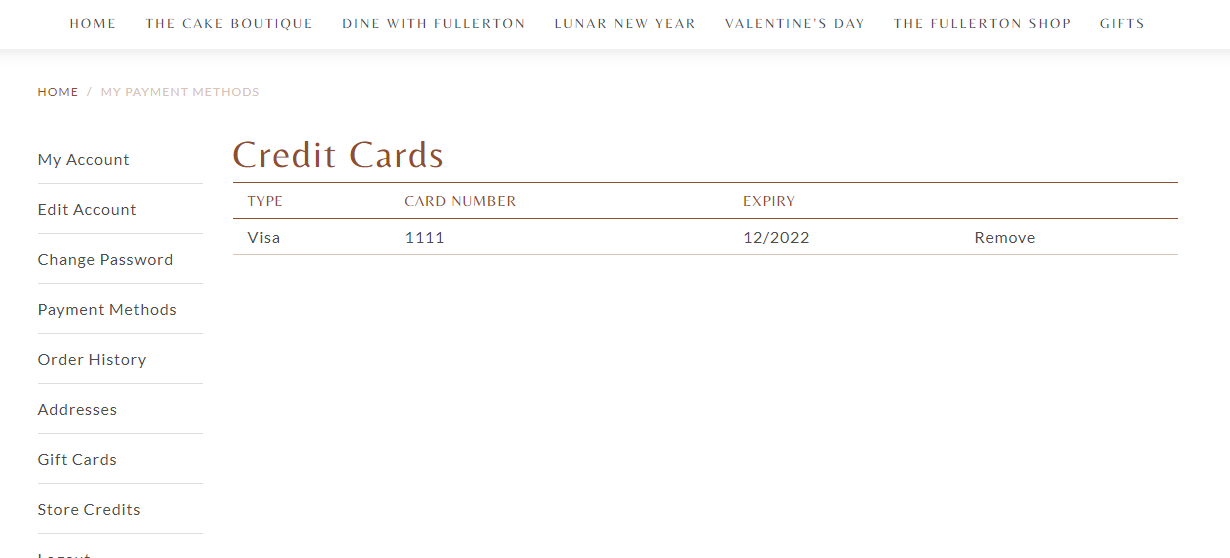 HOME THE CAKE BOUTIQUE DINE WITH FULLERTON LUNAR NEW YEAR VALENTINE'S DAY THE FULLERTON SHOP GIFTS
HOME / MY PAYMENT METHODS
Credit Cards
TYPE CARD NUMBER EXPIRY
Visa 1111 12/2022 Remove
My Account
Edit Account
Change Password
Payment Methods
Order History
Addresses
Gift Cards
Store Credits
Logout